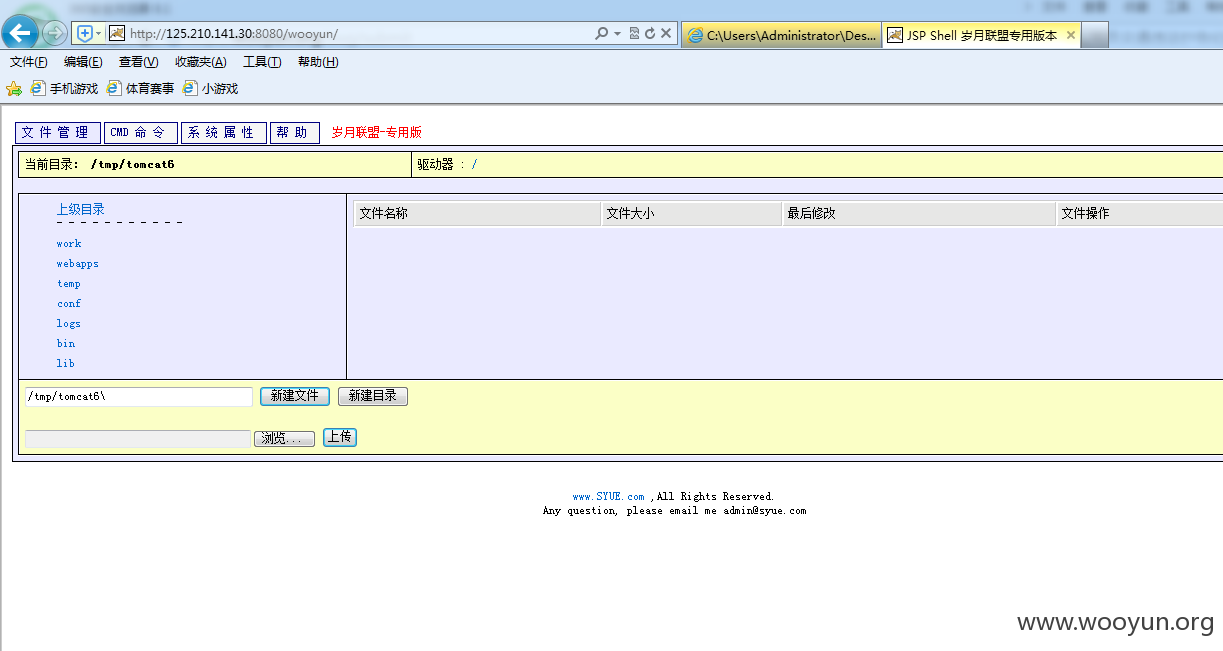 http://125.210.141.30:8080/wooyun/
C:\Users\Administrator\Des...
JSP Shell 岁月联盟专用版本
文件(F) 编辑(E) 查看(V) 收藏夹(A) 工具(T) 帮助(H)
手机游戏 体育赛事 小游戏
文件管理 CMD命令 系统属性 帮助 岁月联盟-专用版
当前目录: /tmp/tomcat6 驱动器 : /
上级目录
- - - - - - - - - - -
文件名称 文件大小 最后修改 文件操作
work
webapps
temp
conf
logs
bin
lib
/tmp/tomcat6\ 新建文件 新建目录
浏览... 上传
www.SYUE.com ,All Rights Reserved.
Any question, please email me admin@syue.com
www.wooyun.org